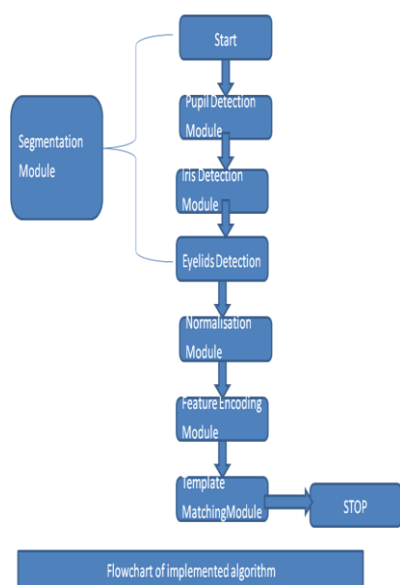 Start
Pupil Detection
Module
Segmentation
Module
Iris Detection
Module
Eyelids Detection
Normalisation
Module
Feature Encoding
Module
Template
MatchingModule
STOP
Flowchart of implemented algorithm